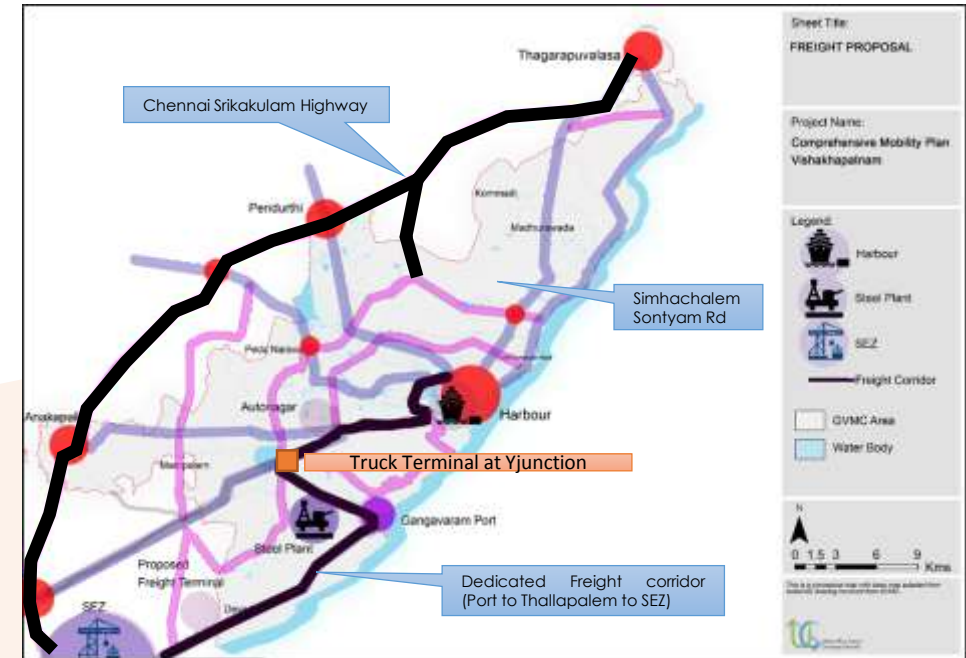 Sheet Title:
FREIGHT PROPOSAL
Project Name:
Comprehensive Mobility Plan
Vishakhapatnam
Legend:
Harbour
Steel Plant
SEZ
Freight Corridor
GVMC Area
Water Body
N
0 1.5 3 6 9
Kms
Thagarapuvalasa
Chennai Srikakulam Highway
Kommadi
Pendurthi
Madhurawada
Simhachalem
Sontyam Rd
Autonagar
Harbour
Anakapalli
Truck Terminal at Yjunction
Gangavaram Port
Steel Plant
Proposed
Freight Terminal
Dedicated Freight corridor
(Port to Thallapalem to SEZ)
SEZ